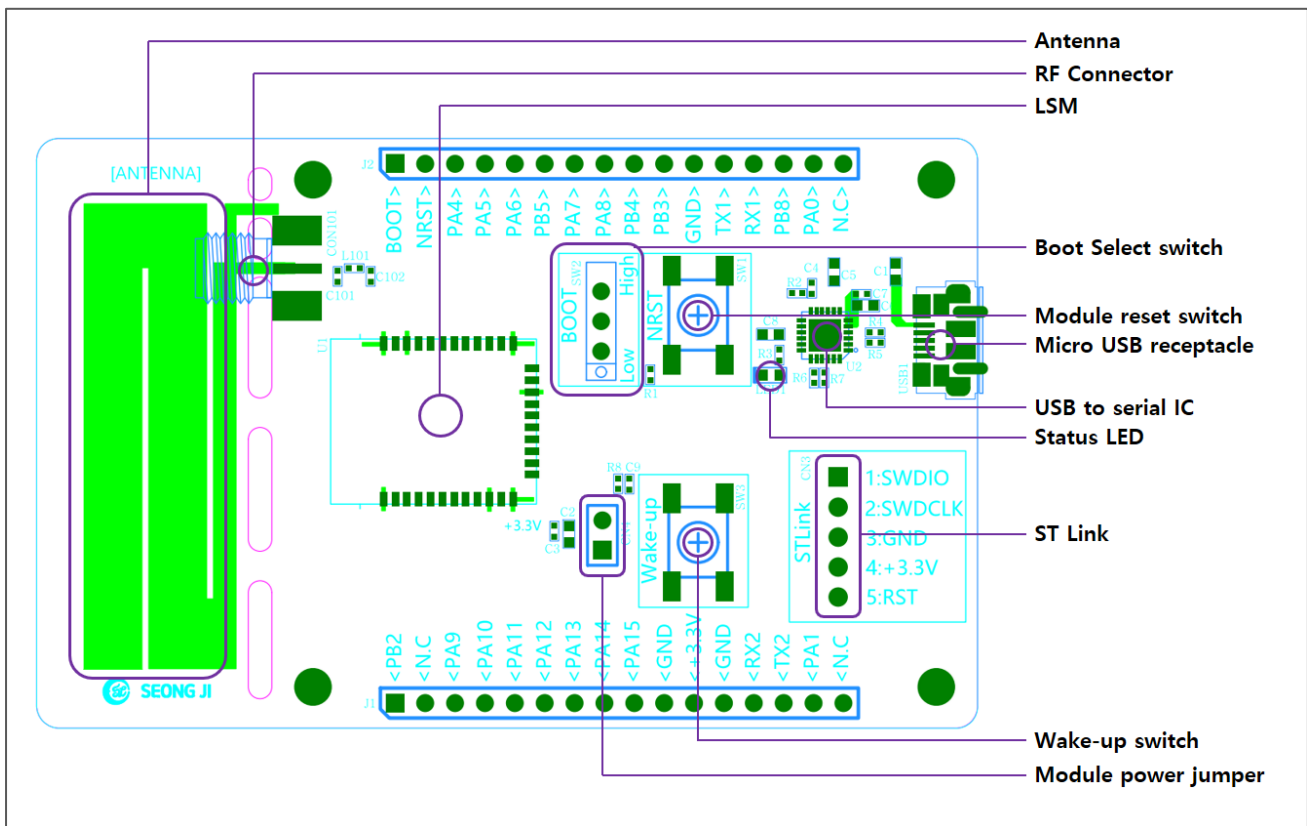 Antenna
RF Connector
LSM
[ANTENNA]
J2
BOOT>
NRST>
PA4>
PA5>
PA6>
PB5>
PA7>
PA8>
PB4>
PB3>
GND>
TX1>
RX1>
PB8>
PA0>
N.C>
Boot Select switch
CON101
L101
C102
C101
SW2
High
BOOT
Low
SW1
NRST
R1
C4
R2
C5
C1
C7
C8
R3
R4
R5
U2
R6
R7
USB1
Module reset switch
Micro USB receptacle
U1
USB to serial IC
Status LED
R8
C9
CN3
1:SWDIO
2:SWDCLK
3:GND
4:+3.3V
5:RST
STLink
ST Link
C2
+3.3V
C3
SW3
Wake-up
<PB2
<N.C
<PA9
<PA10
<PA11
<PA12
<PA13
<PA14
<PA15
<GND
<+3.3V
<GND
<RX2
<TX2
<PA1
<N.C
SEONG JI
J1
Wake-up switch
Module power jumper